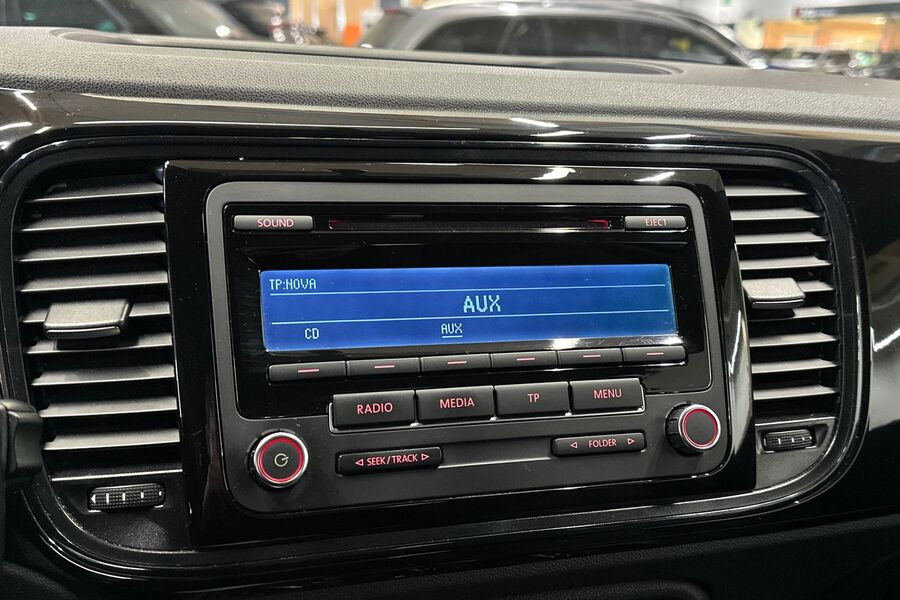 SOUND
EJECT
TP:NOVA
AUX
CD AUX
RADIO MEDIA TP MENU
◁ SEEK/TRACK ▷
◁ FOLDER ▷